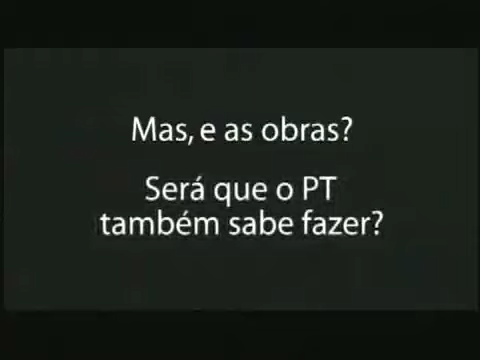 Mas, e as obras?
Será que o PT
também sabe fazer?